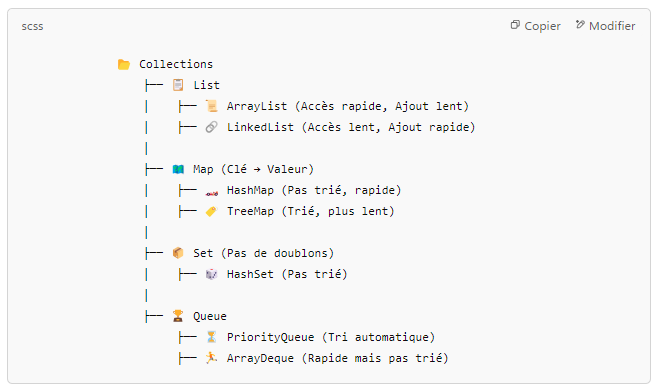 scss
Copier
Modifier
📂 Collections
├── 📋 List
│   ├── 📜 ArrayList (Accès rapide, Ajout lent)
│   ├── 🔗 LinkedList (Accès lent, Ajout rapide)
│
├── 📖 Map (Clé → Valeur)
│   ├── 🏎️ HashMap (Pas trié, rapide)
│   ├── 🏷️ TreeMap (Trié, plus lent)
│
├── 📦 Set (Pas de doublons)
│   ├── 🎲 HashSet (Pas trié)
│
├── 🏆 Queue
    ├── ⏳ PriorityQueue (Tri automatique)
    ├── 🏃 ArrayDeque (Rapide mais pas trié)